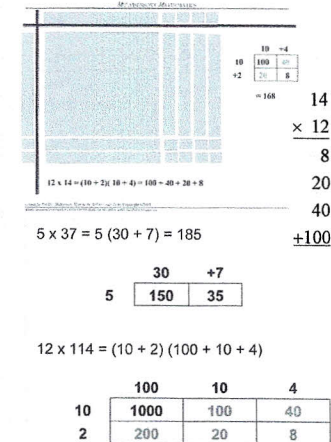 10 +4
10 100 40
+2 20 8
= 168
12 x 14 = (10 + 2)( 10 + 4) = 100 + 40 + 20 + 8
14
× 12
8
20
40
+100
5 x 37 = 5 (30 + 7) = 185
30 +7
5 150 35
12 x 114 = (10 + 2) (100 + 10 + 4)
100 10 4
10 1000 100 40
2 200 20 8